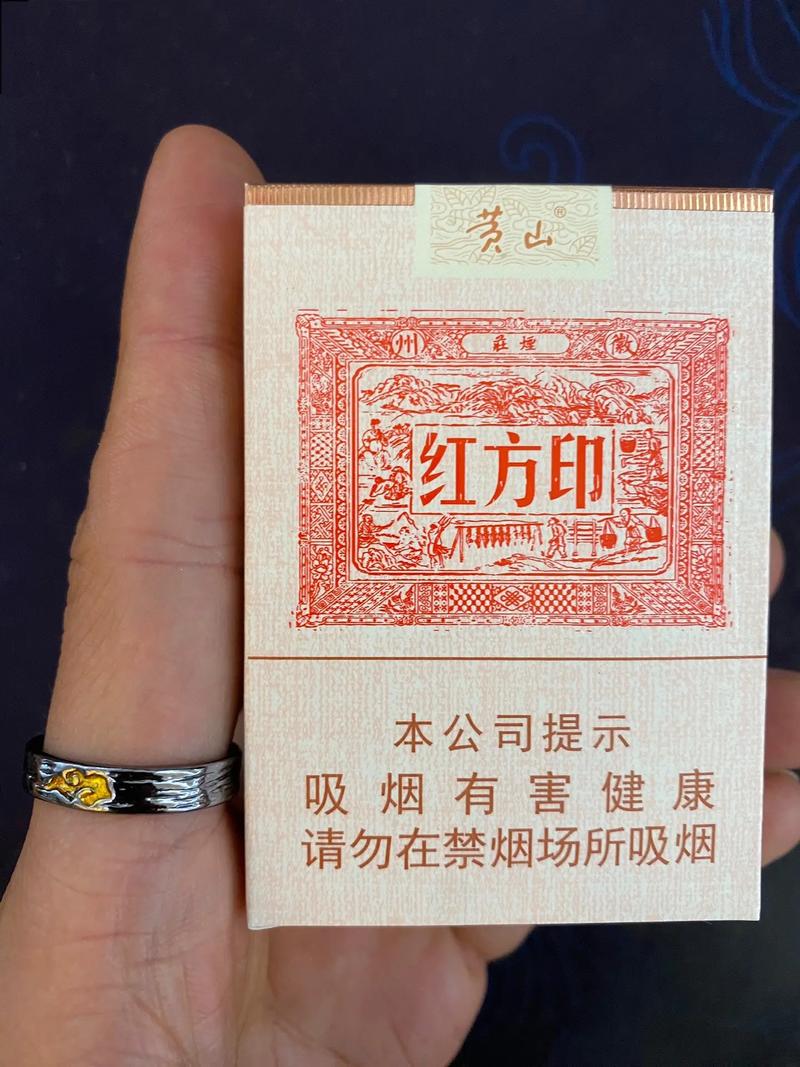 黄山®
州 莊煙 徽
红方印
本公司提示
吸烟有害健康
请勿在禁烟场所吸烟